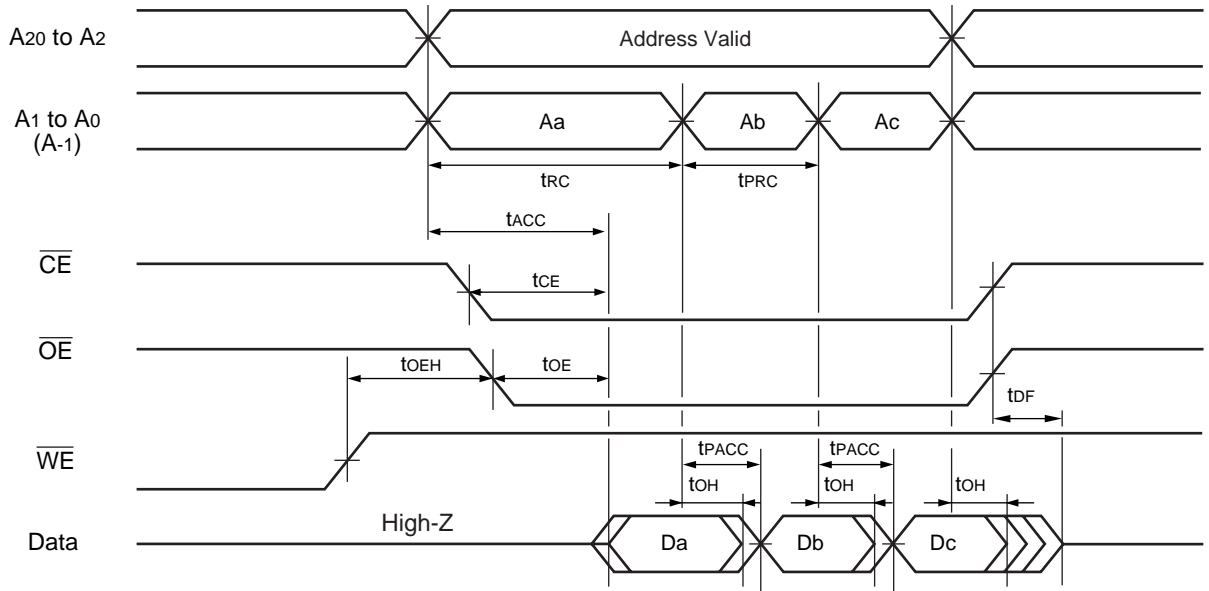 A20 to A2
Address Valid
A1 to A0
(A-1)
Aa
Ab
Ac
tRC
tPRC
tACC
CE
tCE
OE
tOEH
tOE
tDF
WE
tPACC
tPACC
tOH
tOH
tOH
High-Z
Data
Da
Db
Dc